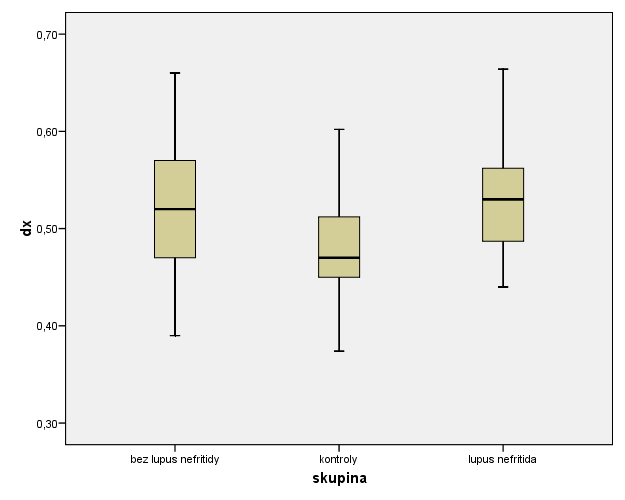 0,70
0,60
0,50
0,40
0,30
dx
bez lupus nefritidy kontroly lupus nefritida
skupina